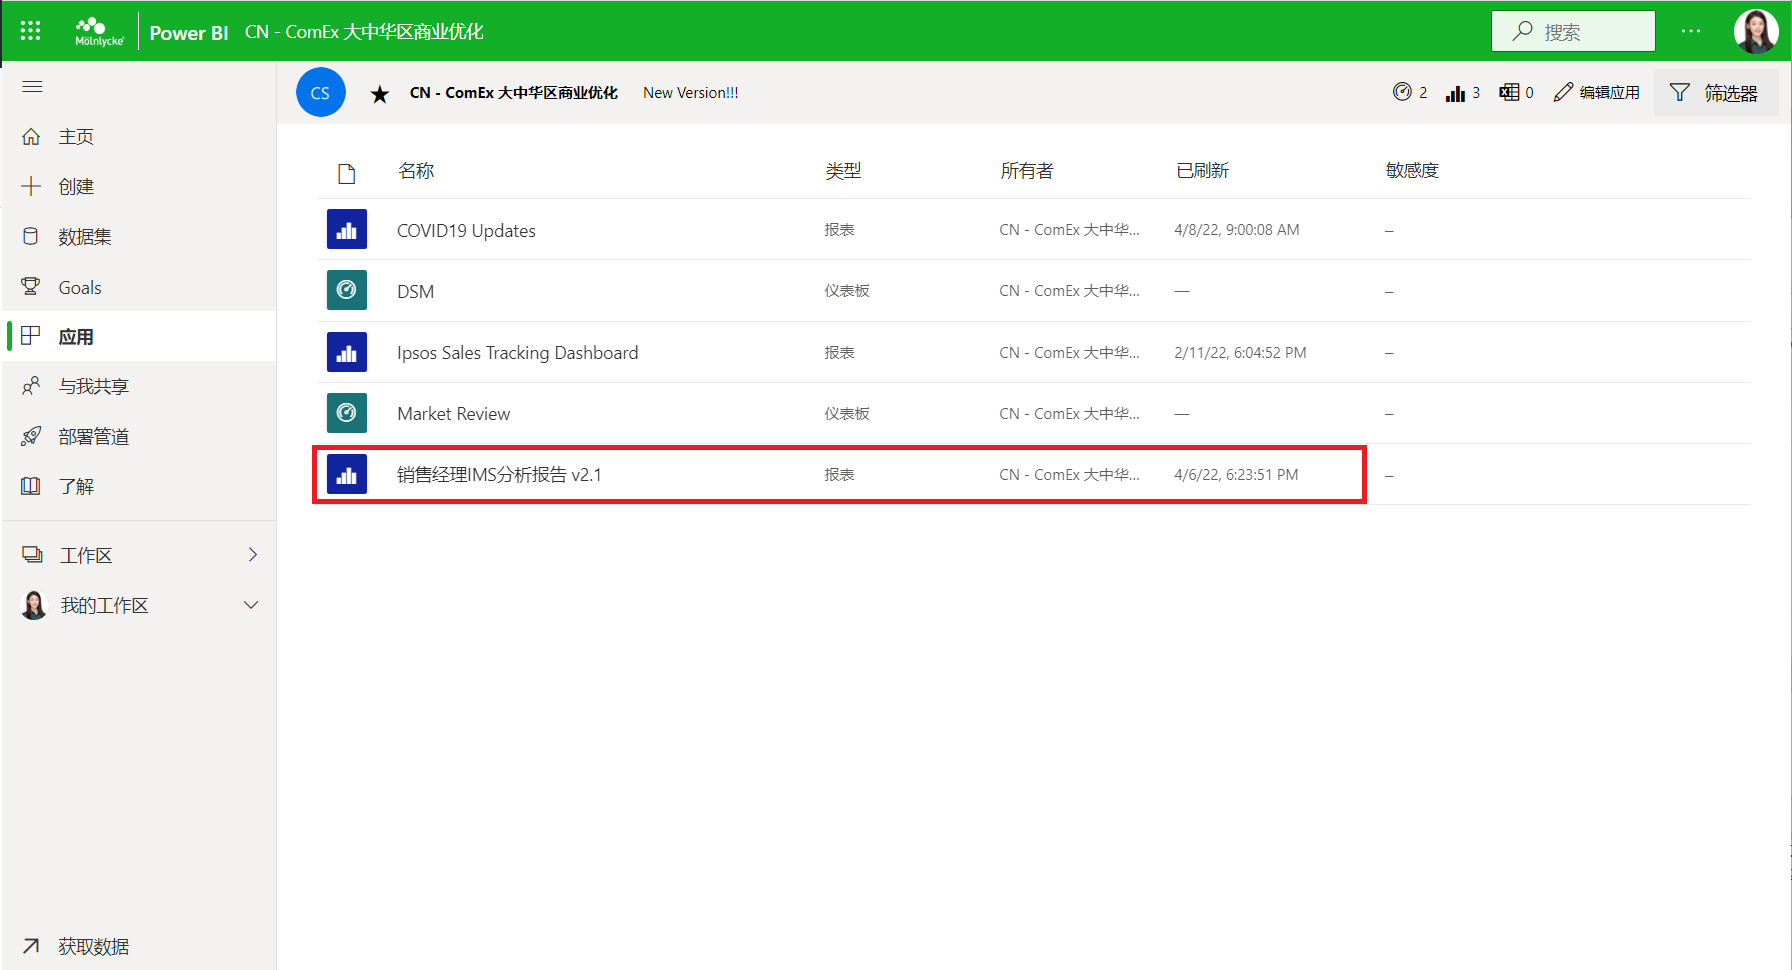 Mölnlycke® Power BI CN - ComEx 大中华区商业优化 搜索
CS CN - ComEx 大中华区商业优化 New Version!!! 2 3 0 编辑应用 筛选器
主页
创建
数据集
Goals
应用
与我共享
部署管道
了解
工作区
我的工作区
获取数据
名称 类型 所有者 已刷新 敏感度
COVID19 Updates 报表 CN - ComEx 大中华... 4/8/22, 9:00:08 AM –
DSM 仪表板 CN - ComEx 大中华... — –
Ipsos Sales Tracking Dashboard 报表 CN - ComEx 大中华... 2/11/22, 6:04:52 PM –
Market Review 仪表板 CN - ComEx 大中华... — –
销售经理IMS分析报告 v2.1 报表 CN - ComEx 大中华... 4/6/22, 6:23:51 PM –